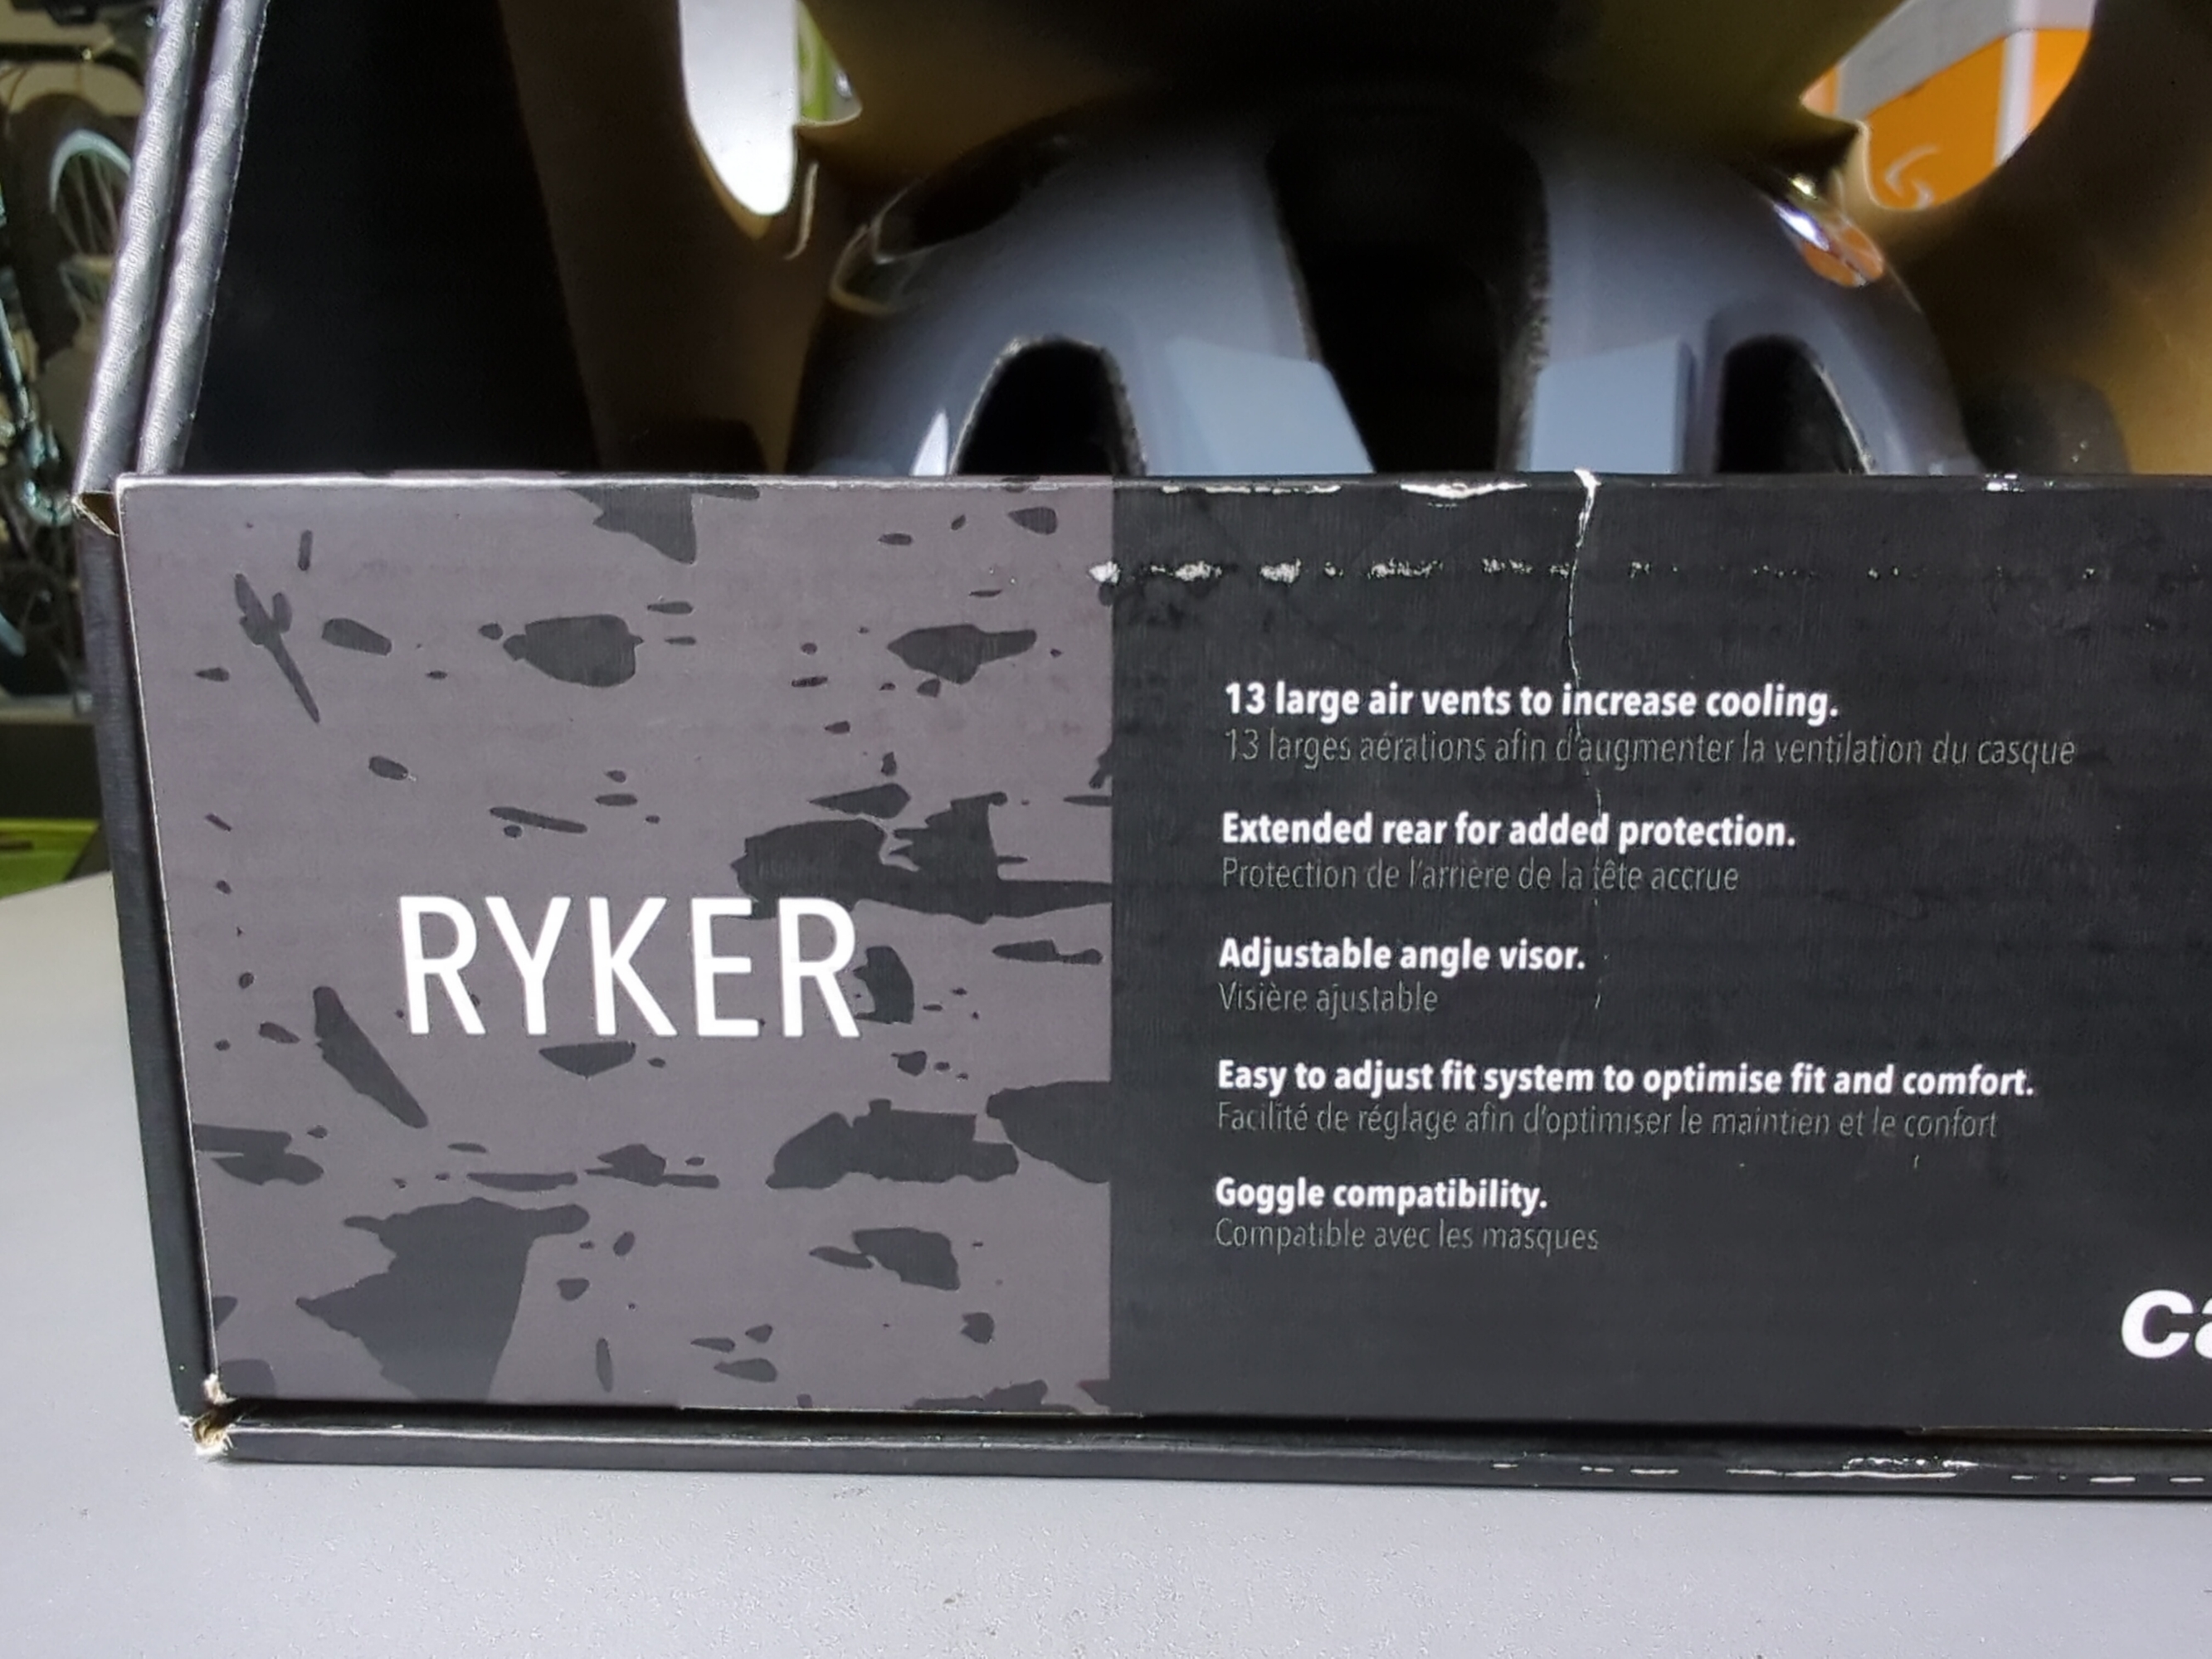 RYKER
13 large air vents to increase cooling.
13 larges aérations afin d'augmenter la ventilation du casque
Extended rear for added protection.
Protection de l'arrière de la tête accrue
Adjustable angle visor.
Visière ajustable
Easy to adjust fit system to optimise fit and comfort.
Facilité de réglage afin d'optimiser le maintien et le confort
Goggle compatibility.
Compatible avec les masques